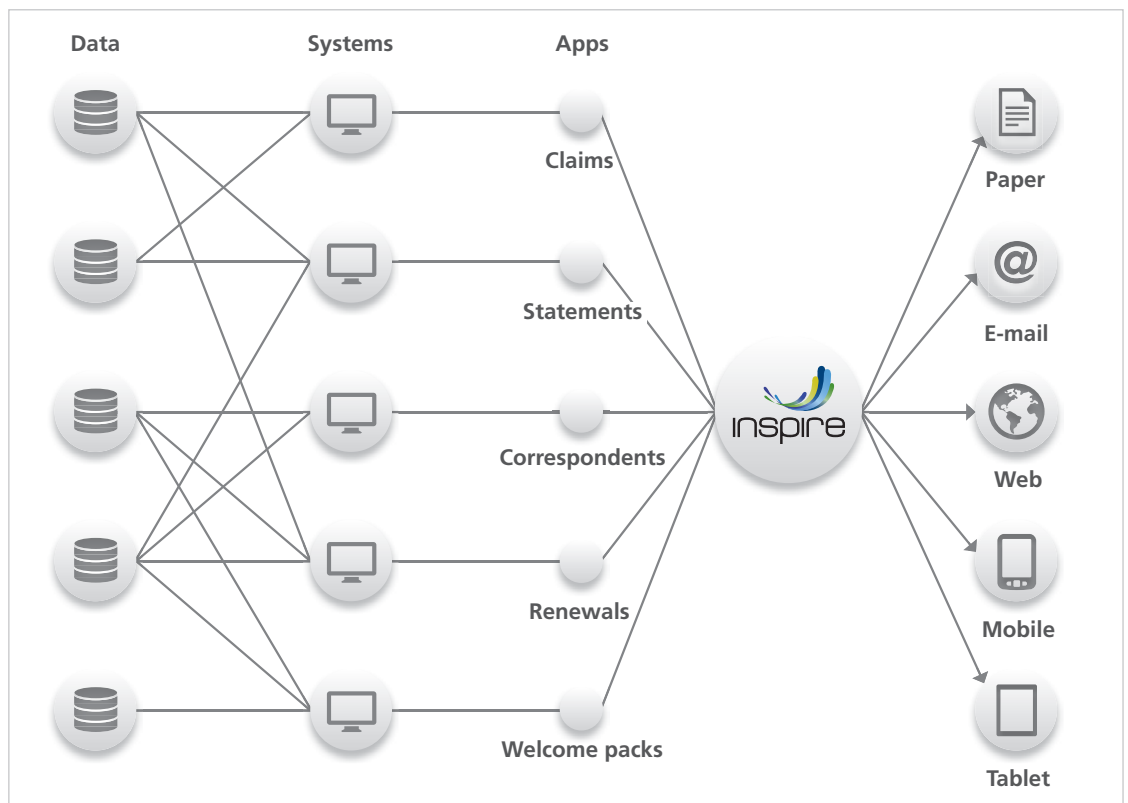 Data
Systems
Apps
Claims
Statements
Correspondents
Renewals
Welcome packs
inspire
Paper
@
E-mail
Web
Mobile
Tablet